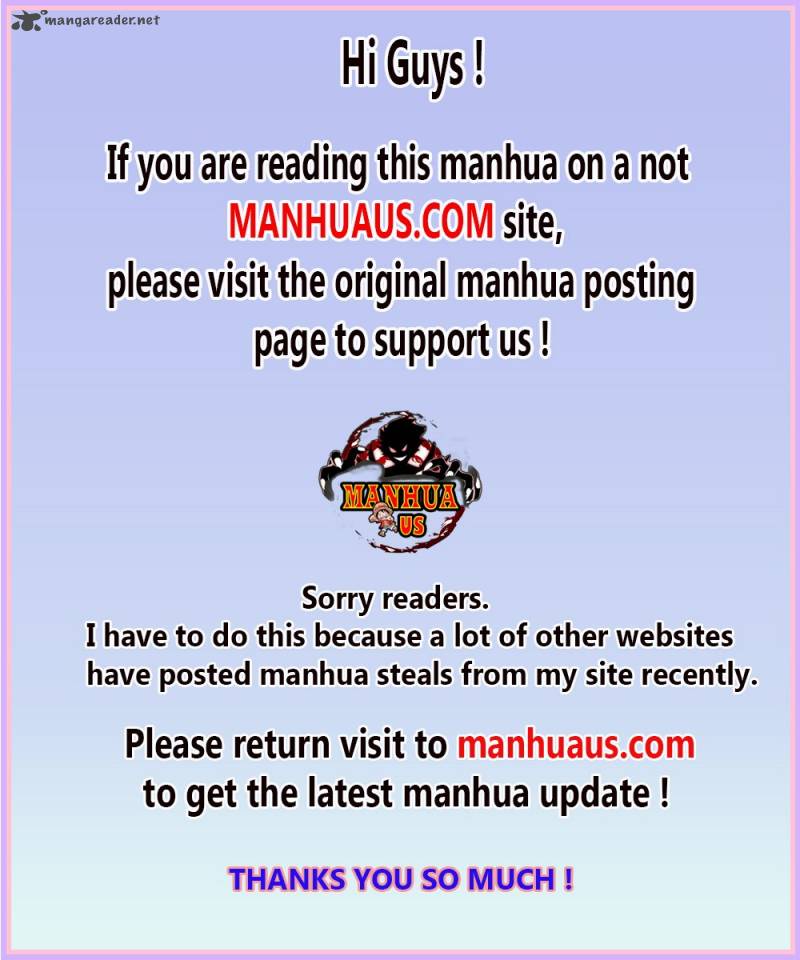 mangareader.net
Hi Guys !
If you are reading this manhua on a not
MANHUAUS.COM site,
please visit the original manhua posting
page to support us !
MANHUA
US
Sorry readers.
I have to do this because a lot of other websites
have posted manhua steals from my site recently.
Please return visit to manhuaus.com
to get the latest manhua update !
THANKS YOU SO MUCH !